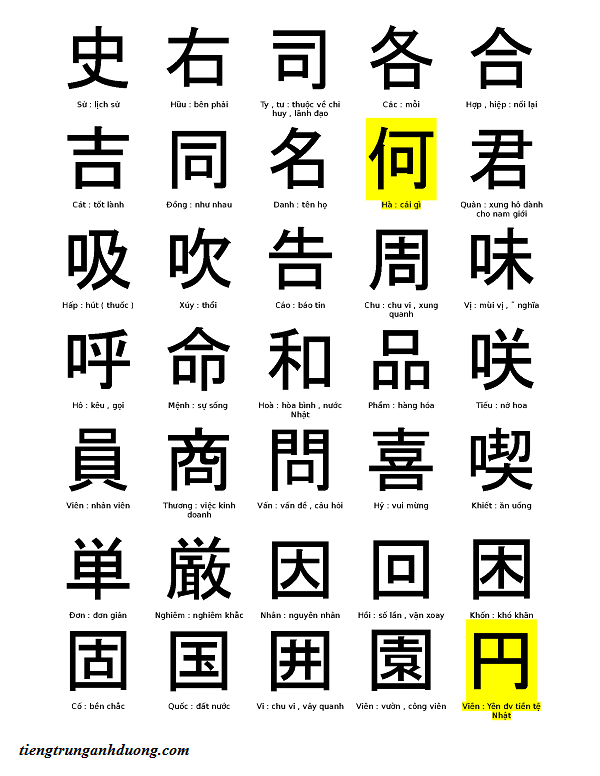 史 右 司 各 合
Sử : lịch sử Hữu : bên phải Ty , tu : thuộc về chỉ huy , lãnh đạo Các : mỗi Hợp , hiệp : nối lại
吉 同 名 何 君
Cát : tốt lành Đồng : như nhau Danh : tên họ Hà : cái gì Quân : xưng hô dành cho nam giới
吸 吹 告 周 味
Hấp : hút ( thuốc ) Xúy : thổi Cáo : báo tin Chu : chu vi , xung quanh Vị : mùi vị , ˜ nghĩa
呼 命 和 品 咲
Hô : kêu , gọi Mệnh : sự sống Hoà : hòa bình , nước Nhật Phẩm : hàng hóa Tiếu : nở hoa
員 商 問 喜 喫
Viên : nhân viên Thương : việc kinh doanh Vấn : vấn đề , câu hỏi Hỷ : vui mừng Khiết : ăn uống
単 厳 因 回 困
Đơn : đơn giản Nghiêm : nghiêm khắc Nhân : nguyên nhân Hồi : số lần , vặn xoay Khốn : khó khăn
固 国 囲 園 円
Cố : bền chắc Quốc : đất nước Vi : chu vi , vây quanh Viên : vườn , công viên Viên : Yên đv tiền tệ Nhật
tiengtrunganhduong.com